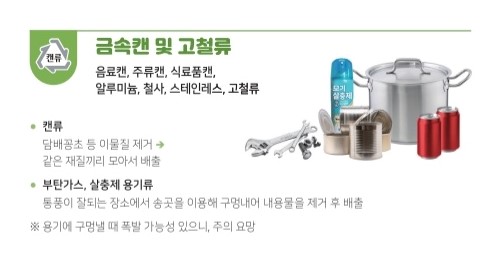 캔류
금속캔 및 고철류
음료캔, 주류캔, 식료품캔,
알루미늄, 철사, 스테인레스, 고철류
모기
살충제
• 캔류
담배꽁초 등 이물질 제거 →
같은 재질끼리 모아서 배출
• 부탄가스, 살충제 용기류
통풍이 잘되는 장소에서 송곳을 이용해 구멍내어 내용물을 제거 후 배출
※ 용기에 구멍낼 때 폭발 가능성 있으니, 주의 요망